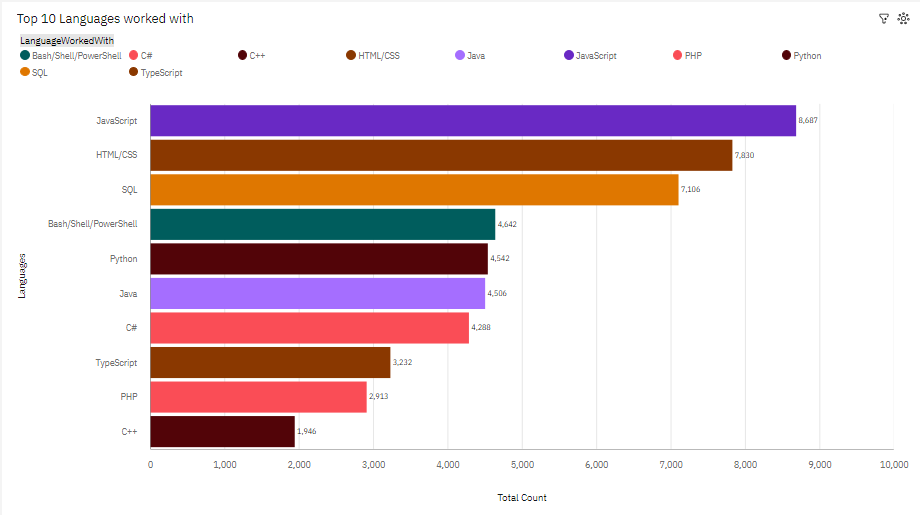 Top 10 Languages worked with
LanguageWorkedWith
Bash/Shell/PowerShell C# C++ HTML/CSS Java JavaScript PHP Python
SQL TypeScript
JavaScript 8,687
HTML/CSS 7,830
SQL 7,106
Bash/Shell/PowerShell 4,642
Python 4,542
Java 4,506
C# 4,288
TypeScript 3,232
PHP 2,913
C++ 1,946
Languages
0 1,000 2,000 3,000 4,000 5,000 6,000 7,000 8,000 9,000 10,000
Total Count